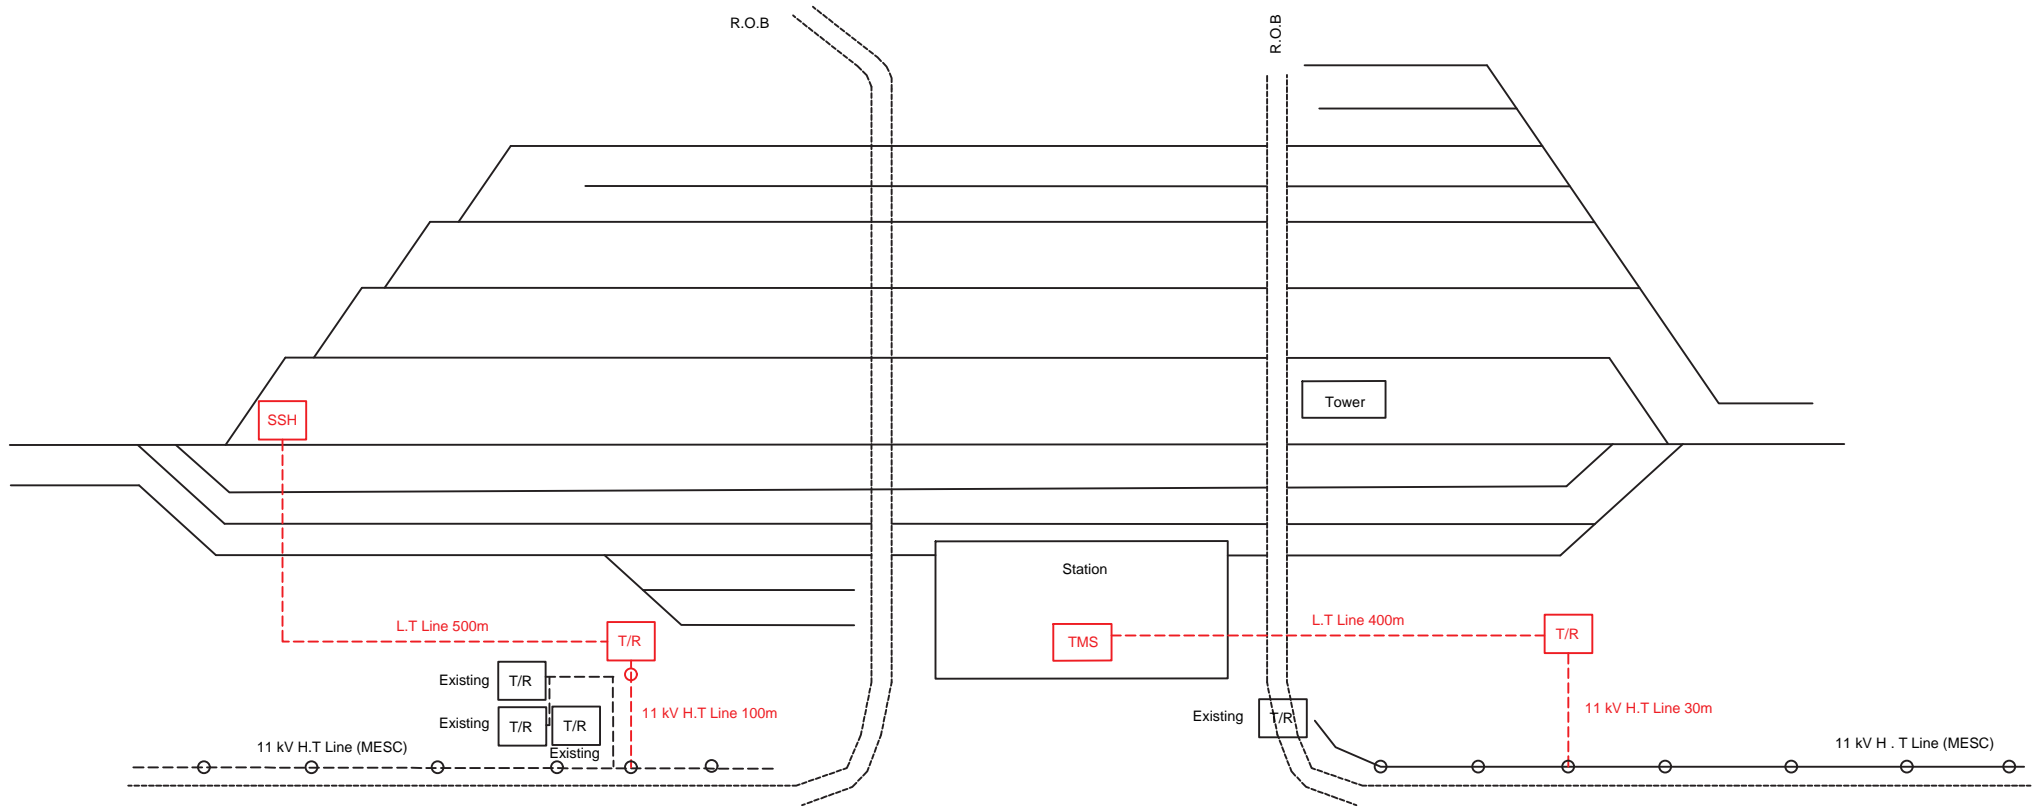 R.O.B
R.O.B
Tower
SSH
Station
L.T Line 500m
T/R
TMS
L.T Line 400m
T/R
Existing
T/R
Existing
T/R
T/R
Existing
11 kV H.T Line 100m
Existing
T/R
11 kV H.T Line 30m
11 kV H.T Line (MESC)
11 kV H . T Line (MESC)